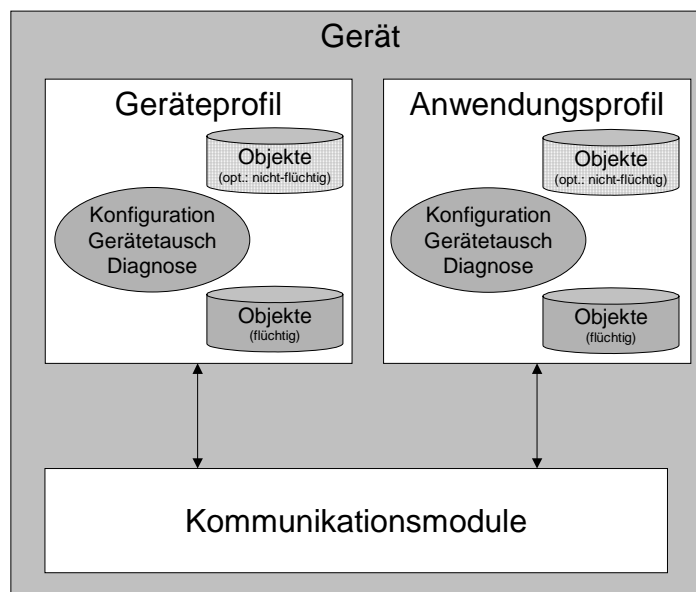 Gerät
Geräteprofil
Objekte
(opt.: nicht-flüchtig)
Konfiguration
Gerätetausch
Diagnose
Objekte
(flüchtig)
Anwendungsprofil
Objekte
(opt.: nicht-flüchtig)
Konfiguration
Gerätetausch
Diagnose
Objekte
(flüchtig)
Kommunikationsmodule